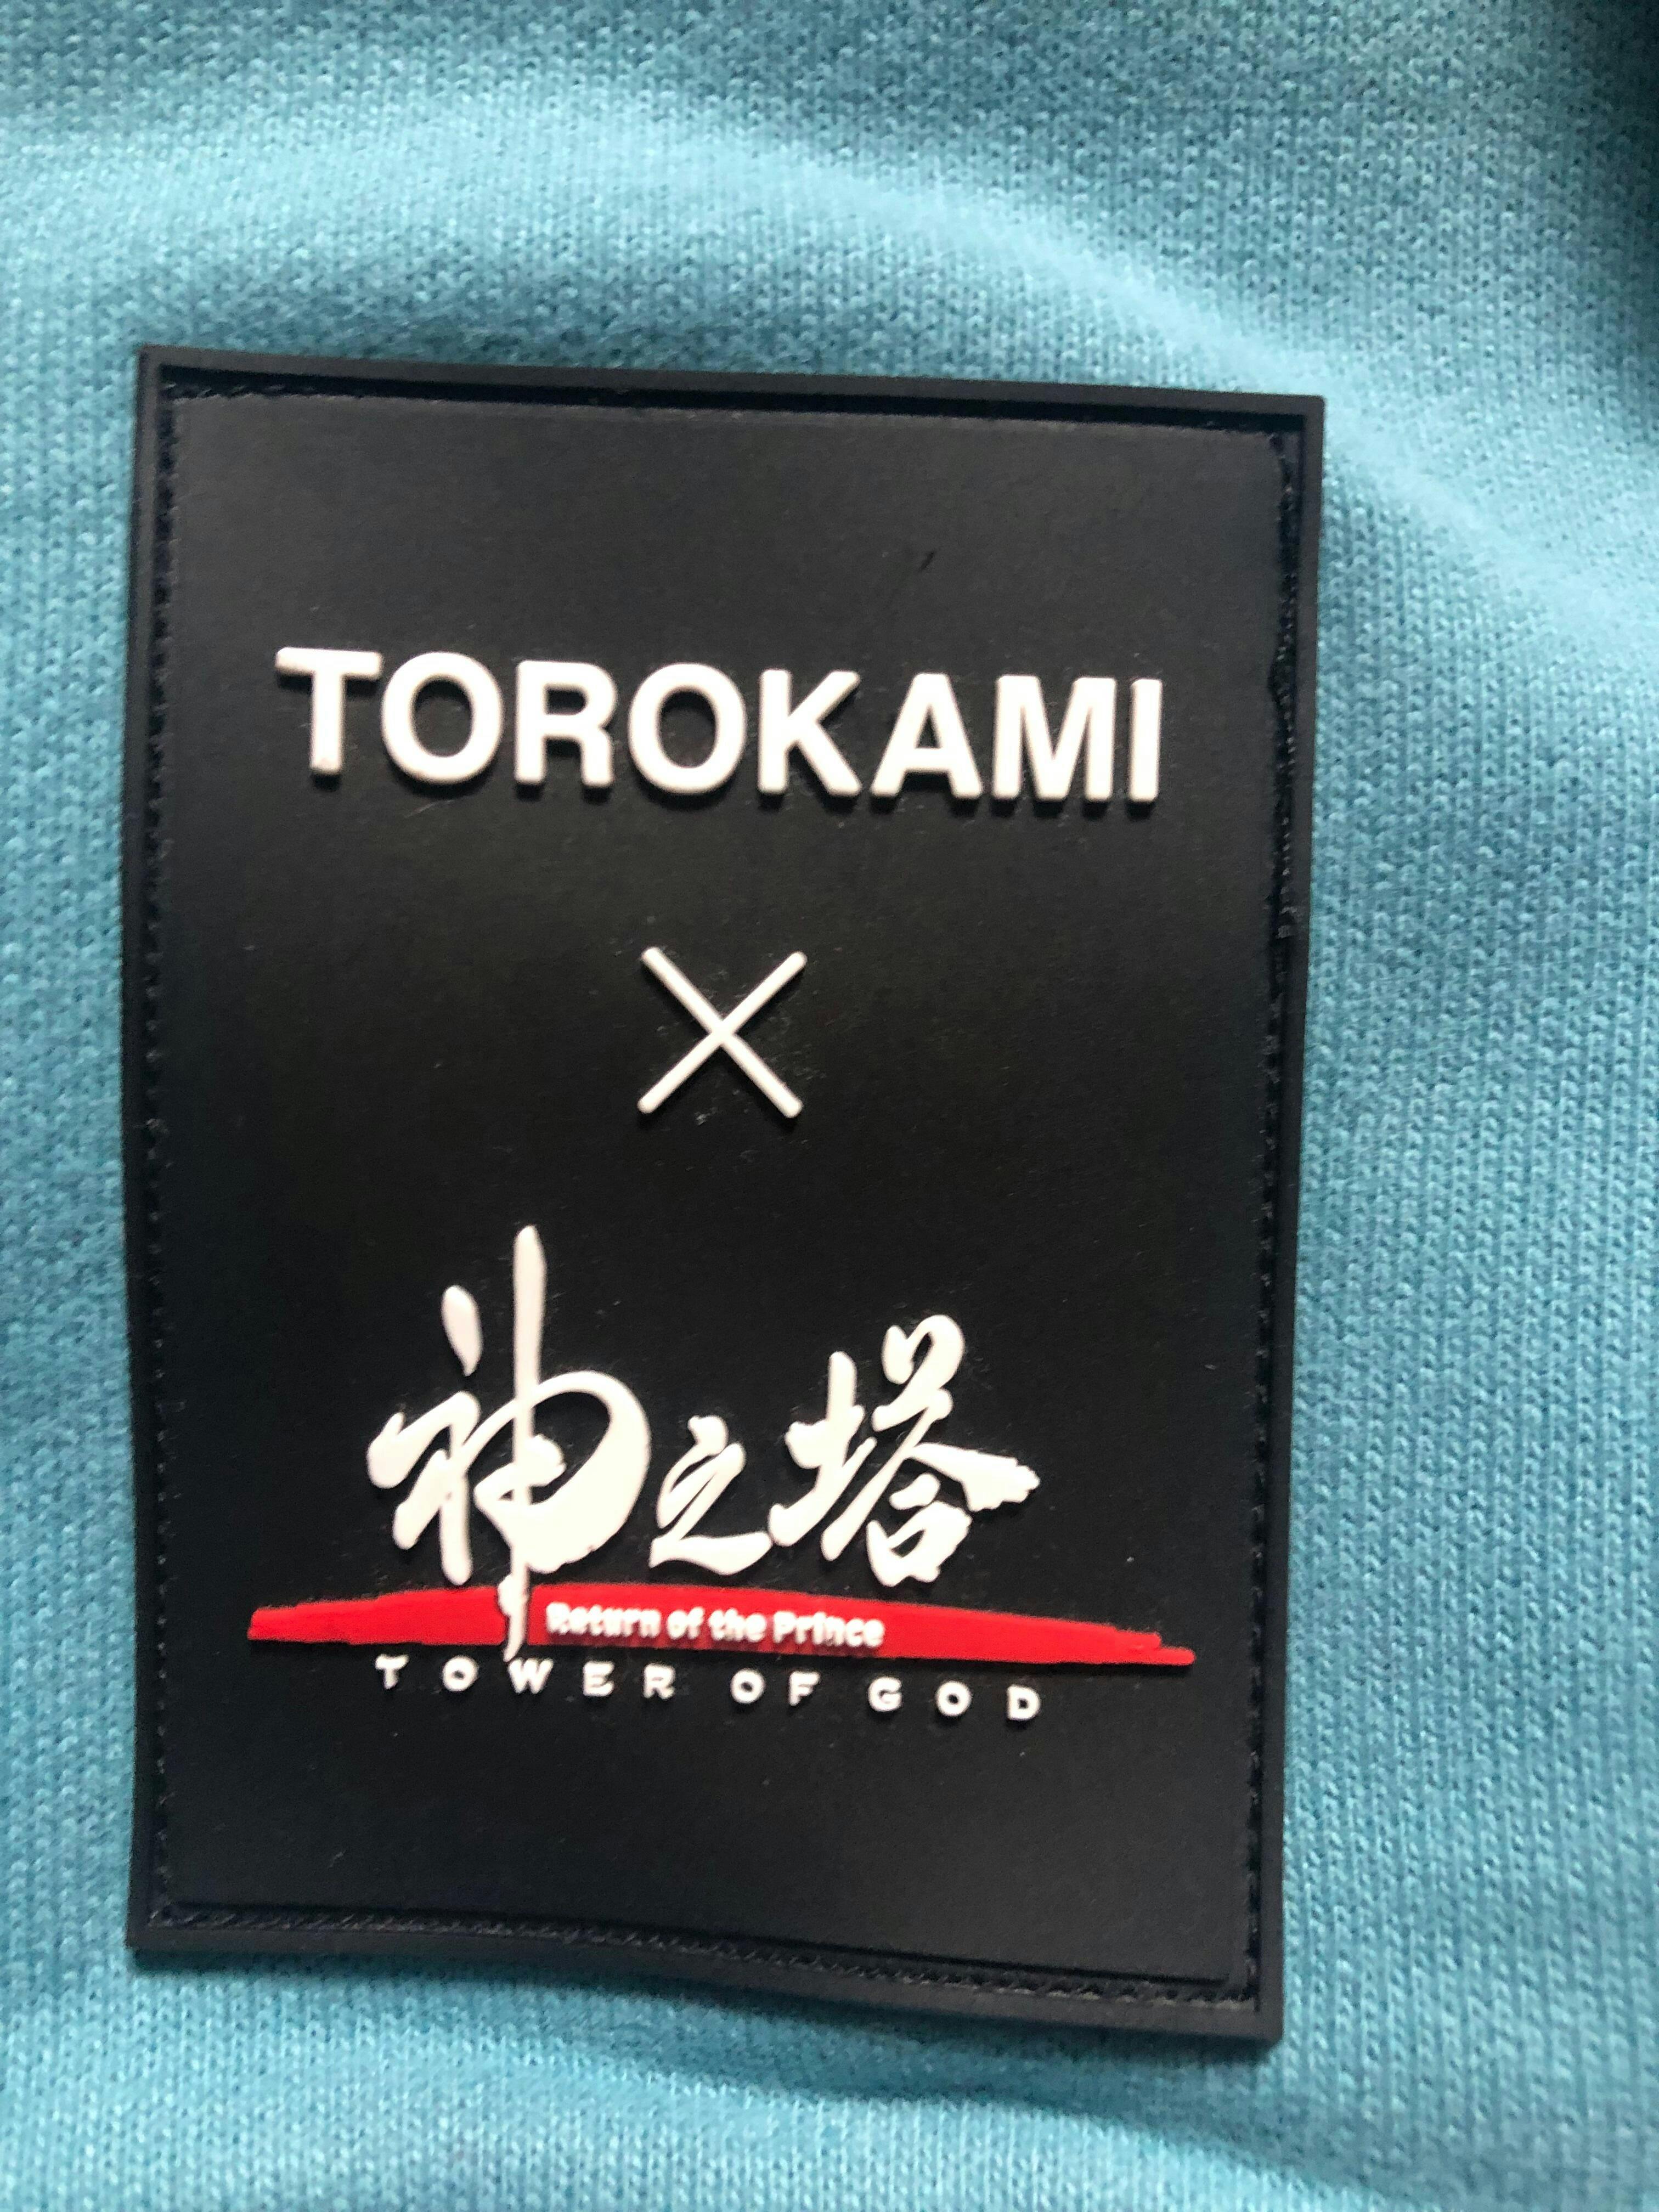 TOROKAMI
×
神之塔
Return of the Prince
TOWER OF GOD